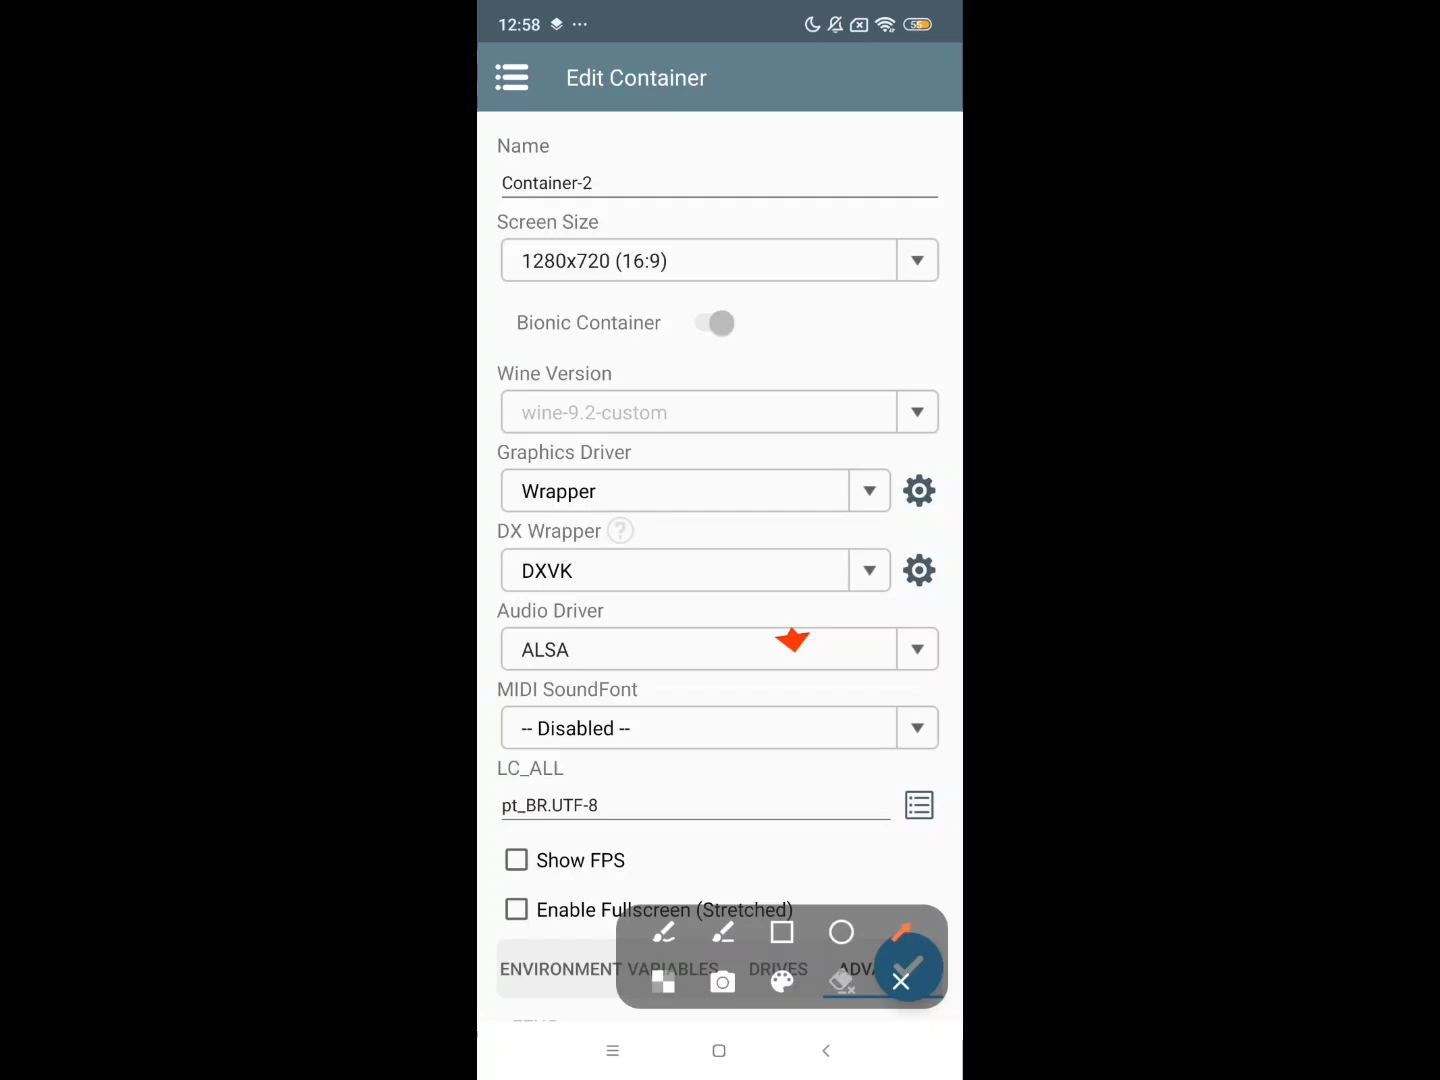 12:58
55
Edit Container
Name
Container-2
Screen Size
1280x720 (16:9)
Bionic Container
Wine Version
wine-9.2-custom
Graphics Driver
Wrapper
DX Wrapper ?
DXVK
Audio Driver
ALSA
MIDI SoundFont
-- Disabled --
LC_ALL
pt_BR.UTF-8
Show FPS
Enable Fullscreen (Stretched)
ENVIRONMENT VARIABLES DRIVES ADVA